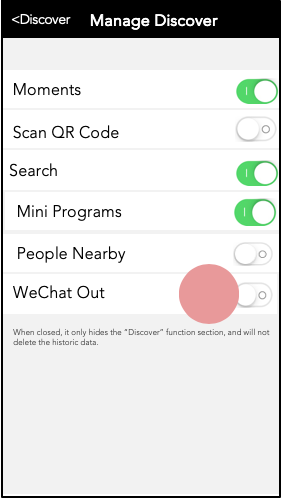 <Discover Manage Discover
Moments
Scan QR Code
Search
Mini Programs
People Nearby
WeChat Out
When closed, it only hides the "Discover" function section, and will not
delete the historic data.